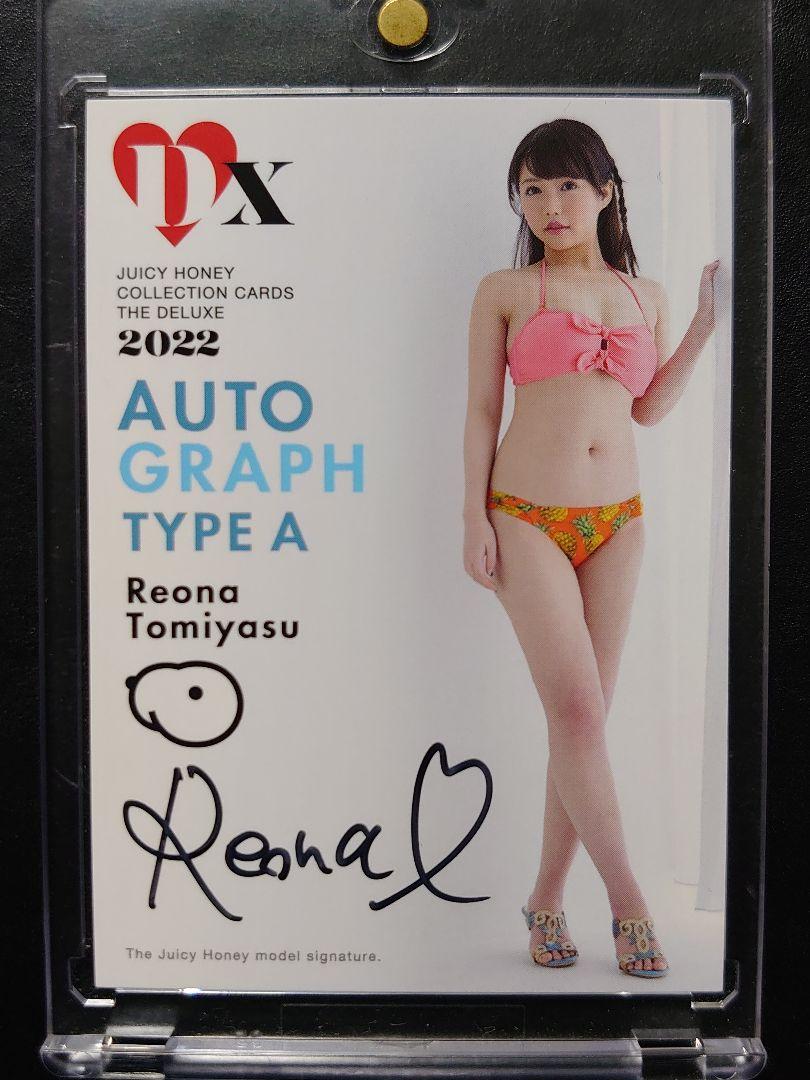 DX
JUICY HONEY
COLLECTION CARDS
THE DELUXE
2022
AUTO
GRAPH
TYPE A
Reona
Tomiyasu
Reona
The Juicy Honey model signature.